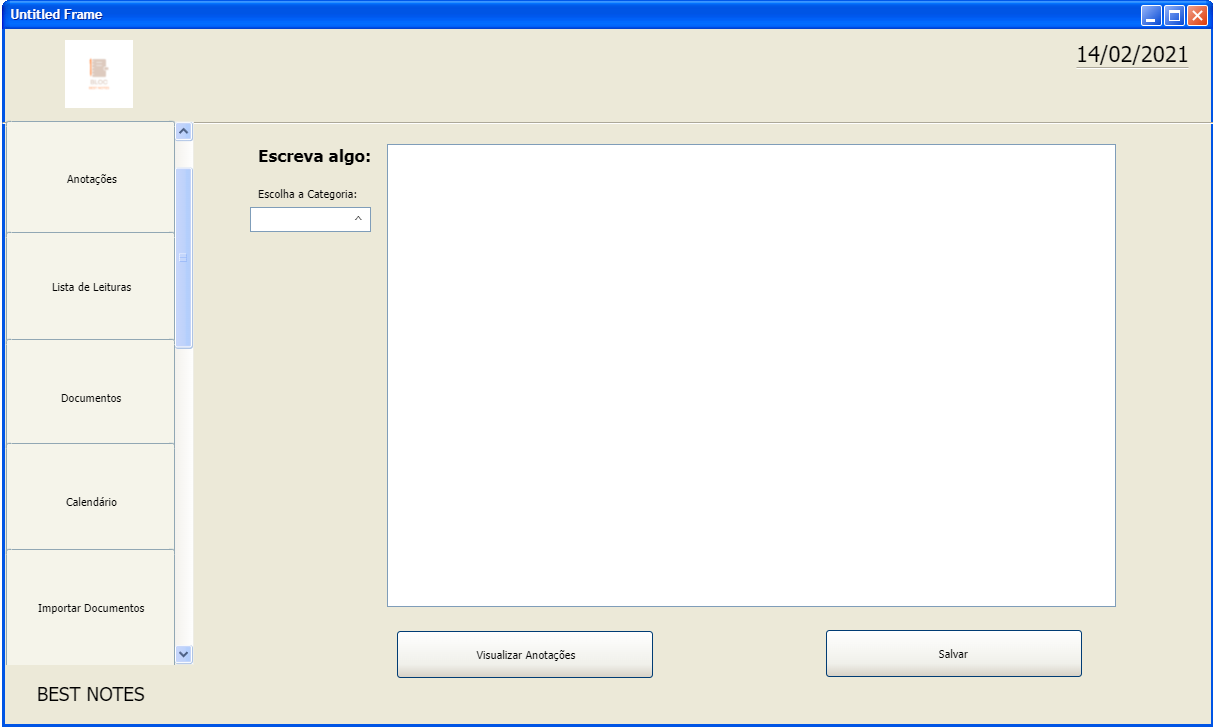 Untitled Frame
14/02/2021
Anotações
Lista de Leituras
Documentos
Calendário
Importar Documentos
BEST NOTES
Escreva algo:
Escolha a Categoria:
Visualizar Anotações
Salvar